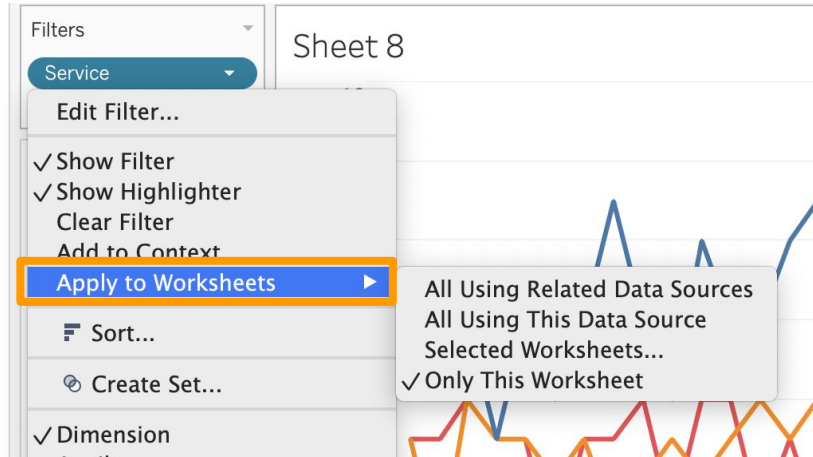 Filters
Sheet 8
Service
Edit Filter...
Show Filter
Show Highlighter
Clear Filter
Add to Context
Apply to Worksheets
All Using Related Data Sources
All Using This Data Source
Selected Worksheets...
Only This Worksheet
Sort...
Create Set...
Dimension